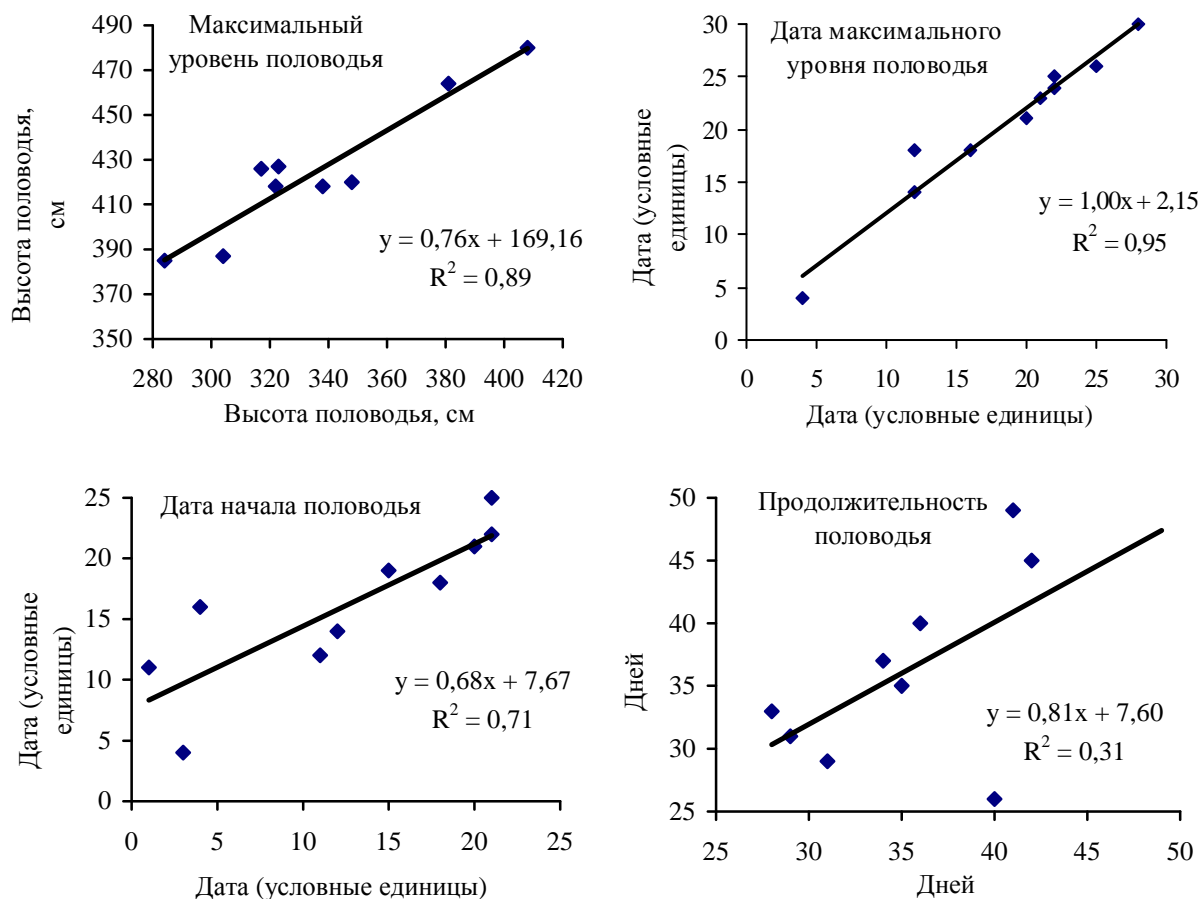 Максимальный
уровень половодья
Высота половодья,
см
490
470
450
430
410
390
370
350
y = 0,76x + 169,16
R² = 0,89
280 300 320 340 360 380 400 420
Высота половодья, см
Дата максимального
уровня половодья
Дата (условные
единицы)
30
25
20
15
10
5
0
y = 1,00x + 2,15
R² = 0,95
0 5 10 15 20 25 30
Дата (условные единицы)
Дата начала половодья
Дата (условные
единицы)
25
20
15
10
5
0
y = 0,68x + 7,67
R² = 0,71
0 5 10 15 20 25
Дата (условные единицы)
Продолжительность
половодья
Дней
50
45
40
35
30
25
y = 0,81x + 7,60
R² = 0,31
25 30 35 40 45 50
Дней